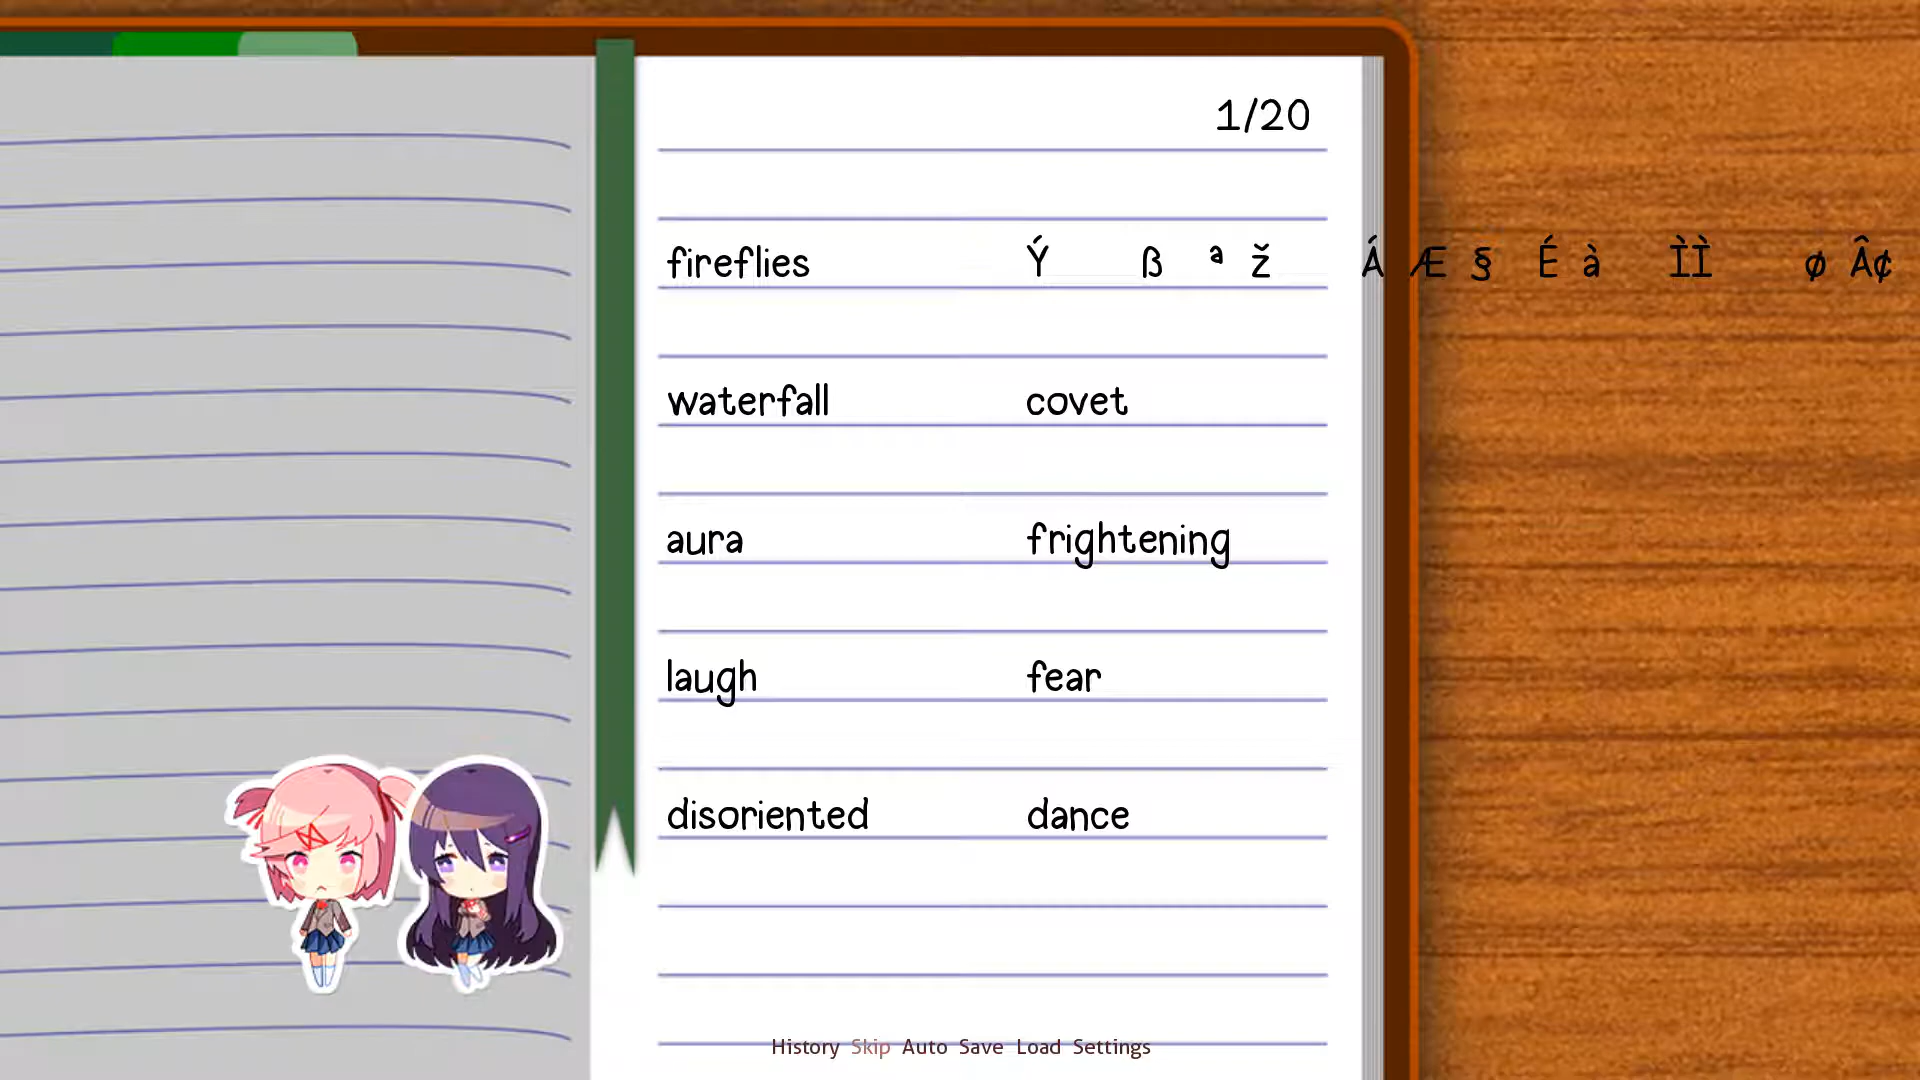 1/20
fireflies Ý ß ª ž Á Æ § É à ÌÌ ø Â¢
waterfall covet
aura frightening
laugh fear
disoriented dance
History Skip Auto Save Load Settings